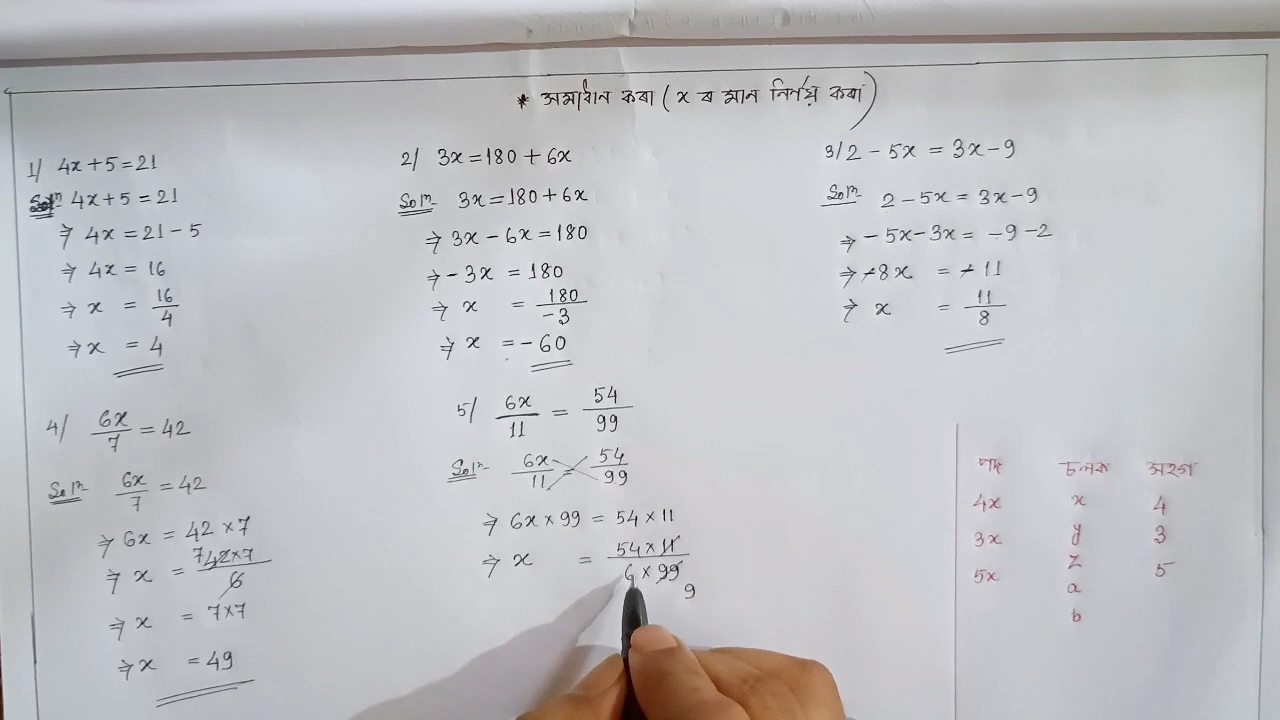 * সমাধান কৰা ( x ৰ মান নিৰ্ণয় কৰা )
1/ 4x + 5 = 21
Solⁿ 4x + 5 = 21
⇒ 4x = 21 - 5
⇒ 4x = 16
⇒ x = 16/4
⇒ x = 4
2/ 3x = 180 + 6x
Solⁿ 3x = 180 + 6x
⇒ 3x - 6x = 180
⇒ -3x = 180
⇒ x = 180/-3
⇒ x = -60
3/ 2 - 5x = 3x - 9
Solⁿ 2 - 5x = 3x - 9
⇒ -5x - 3x = -9 - 2
⇒ -8x = -11
⇒ x = 11/8
4/ 6x/7 = 42
Solⁿ 6x/7 = 42
⇒ 6x = 42 × 7
⇒ x = 7 42×7/6
⇒ x = 7×7
⇒ x = 49
5/ 6x/11 = 54/99
Solⁿ 6x/11 = 54/99
⇒ 6x × 99 = 54 × 11
⇒ x = 54 × 11/6 × 99
9
পদ চলক সহগ
4x x 4
3x y 3
z
5x 5
a
b